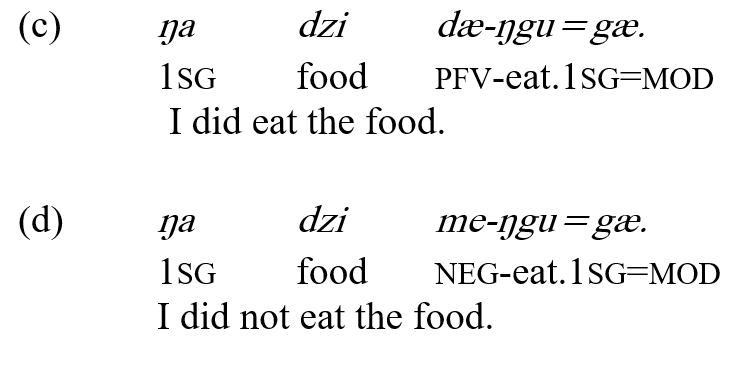 (c) ŋa dzi dæ-ŋgu=gæ.
1SG food PFV-eat.1SG=MOD
I did eat the food.
(d) ŋa dzi me-ŋgu=gæ.
1SG food NEG-eat.1SG=MOD
I did not eat the food.